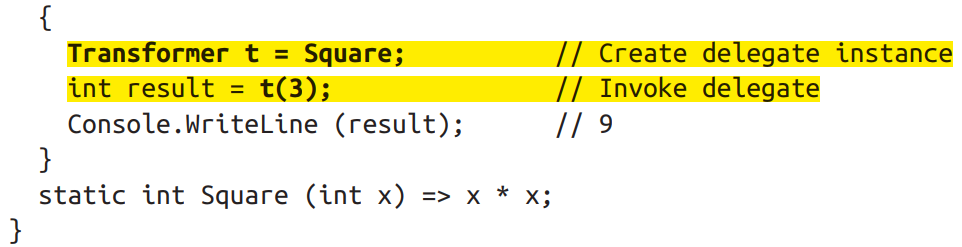 {
Transformer t = Square; // Create delegate instance
int result = t(3); // Invoke delegate
Console.WriteLine (result); // 9
}
static int Square (int x) => x * x;
}